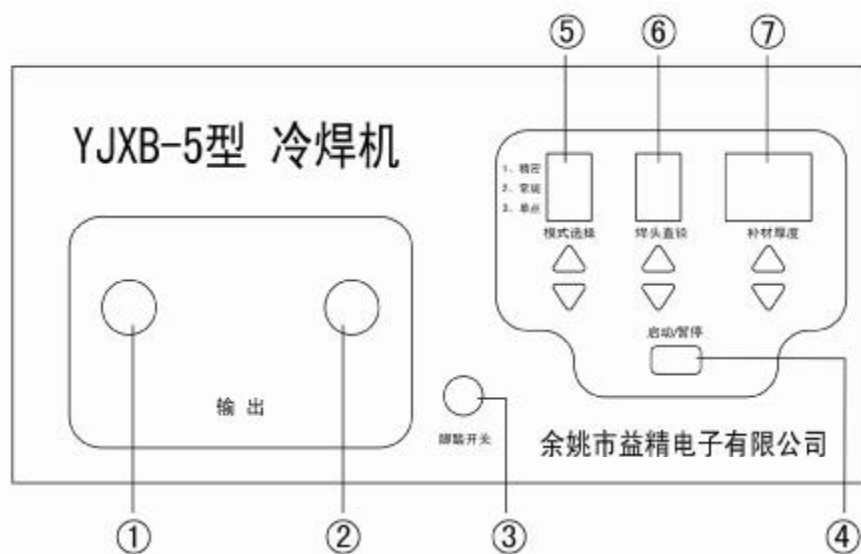 ⑤ ⑥ ⑦
YJXB-5型 冷焊机
1、精密
2、常规
3、单点
模式选择 焊头直径 补材厚度
启动/暂停
输出
脚踏开关
余姚市益精电子有限公司
① ② ③ ④